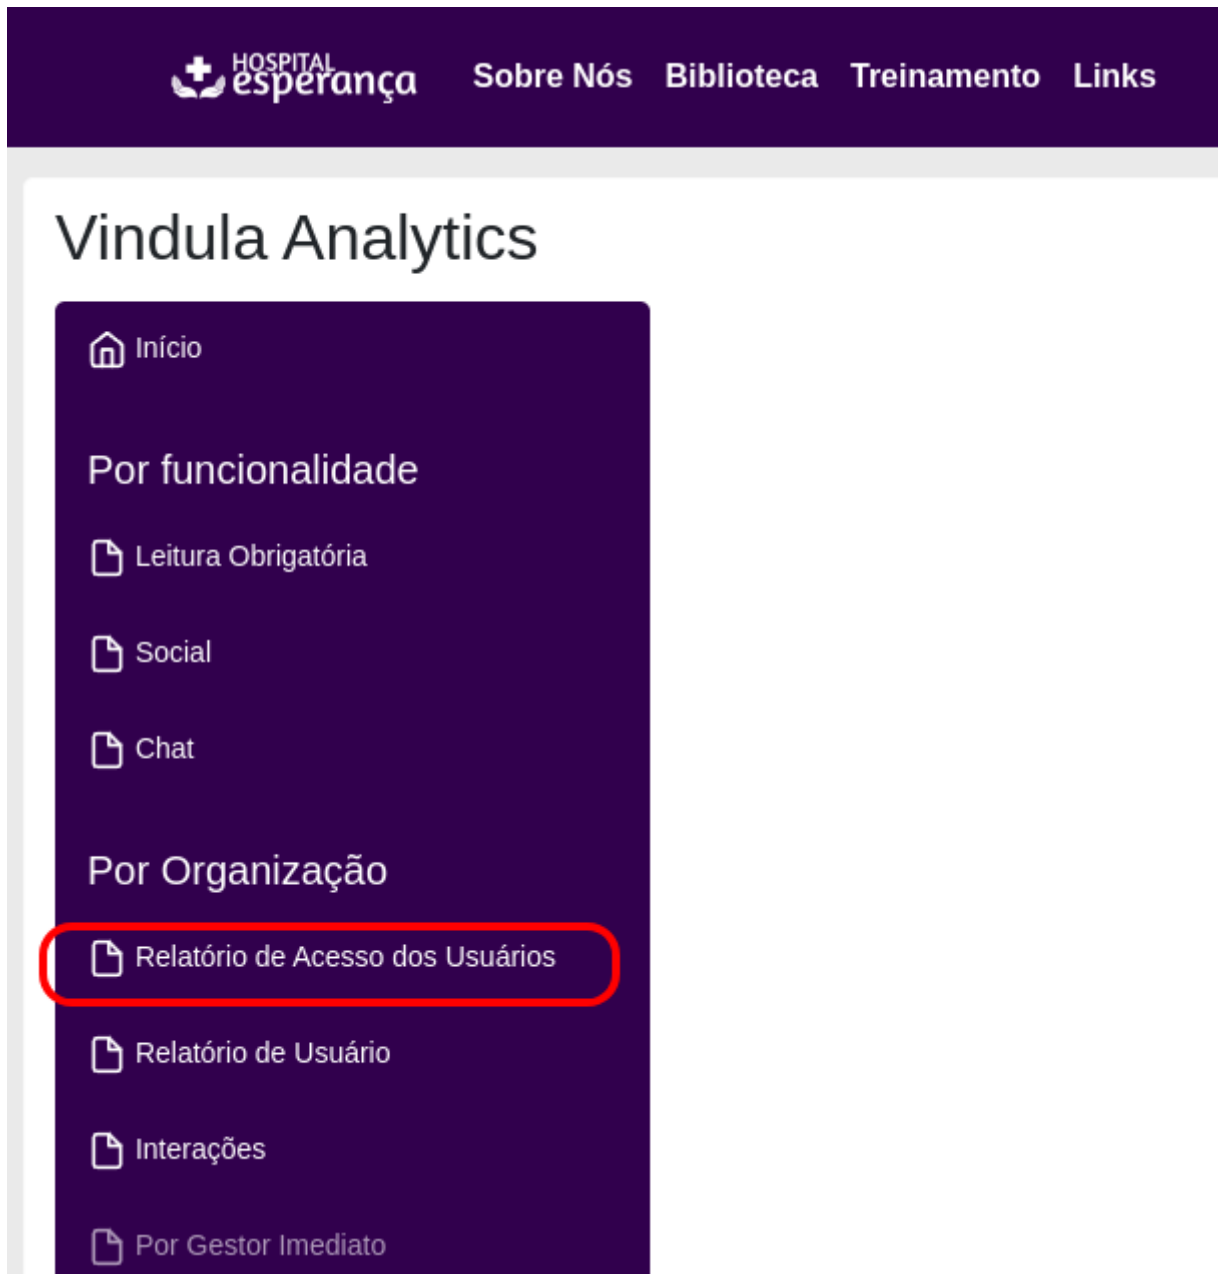 HOSPITAL
esperança
Sobre Nós Biblioteca Treinamento Links
Vindula Analytics
Início
Por funcionalidade
Leitura Obrigatória
Social
Chat
Por Organização
Relatório de Acesso dos Usuários
Relatório de Usuário
Interações
Por Gestor Imediato